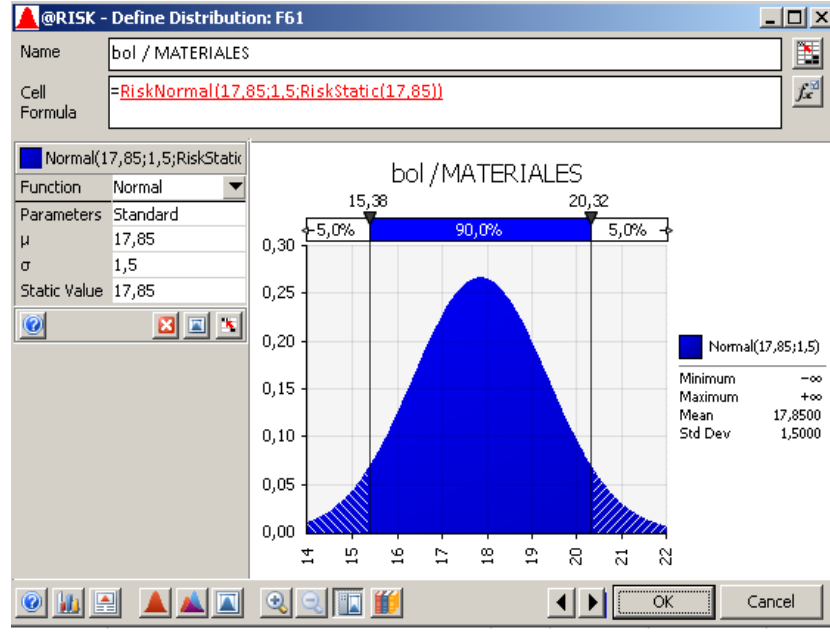 @RISK - Define Distribution: F61
Name
bol / MATERIALES
Cell Formula
=RiskNormal(17,85;1,5;RiskStatic(17,85))
Normal(17,85;1,5;RiskStatic
Function Normal
Parameters Standard
μ 17,85
σ 1,5
Static Value 17,85
bol / MATERIALES
15,38 20,32
5,0% 90,0% 5,0%
0,30
0,25
0,20
0,15
0,10
0,05
0,00
14 15 16 17 18 19 20 21 22
Normal(17,85;1,5)
Minimum -∞
Maximum +∞
Mean 17,8500
Std Dev 1,5000
OK Cancel